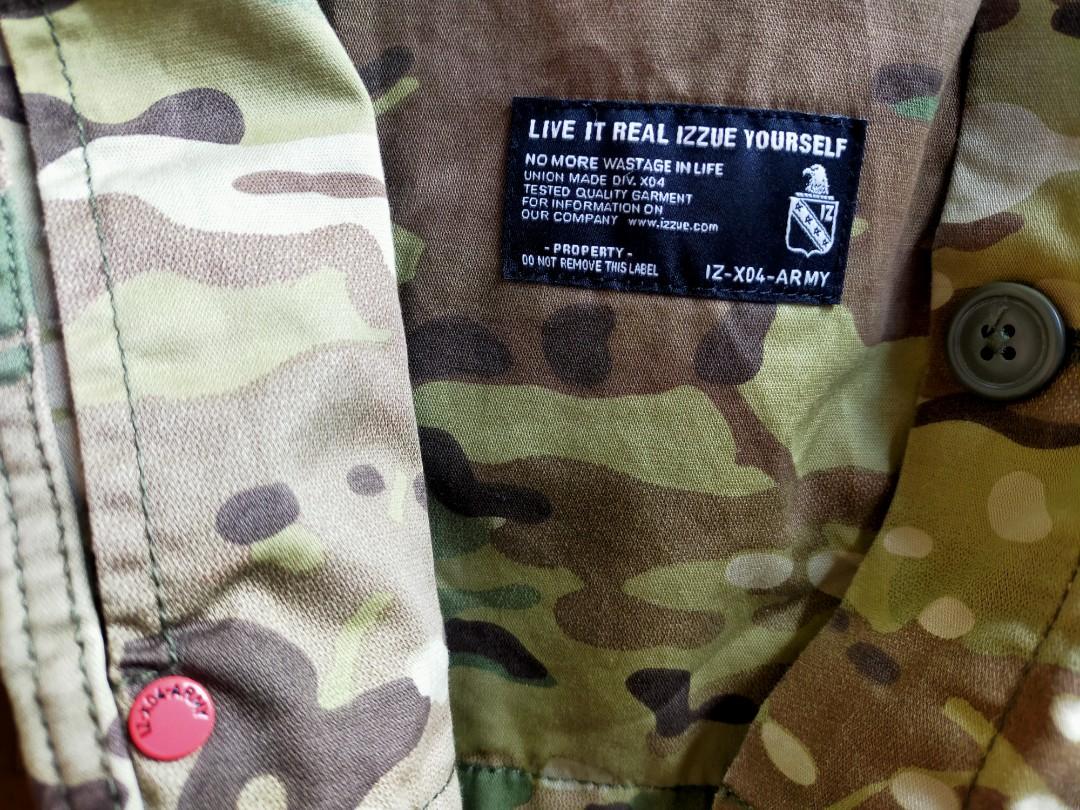 LIVE IT REAL IZZUE YOURSELF
NO MORE WASTAGE IN LIFE
UNION MADE DIV. X04
TESTED QUALITY GARMENT
FOR INFORMATION ON
OUR COMPANY www.izzue.com
- PROPERTY -
DO NOT REMOVE THIS LABEL
IZ
IZ-X04-ARMY
IZ-X04-ARMY